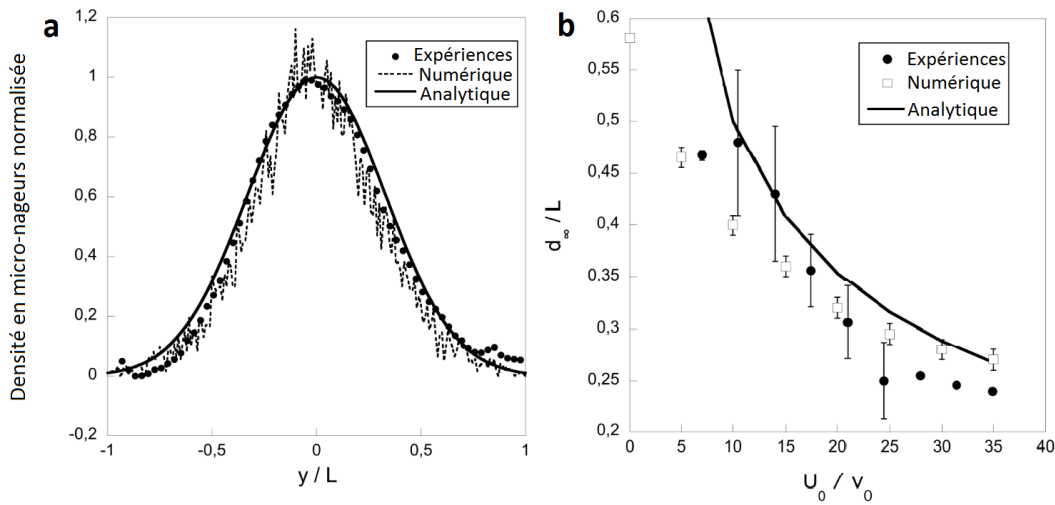 a
Densité en micro-nageurs normalisée
1,2
1
0,8
0,6
0,4
0,2
0
-0,2
-1
-0,5
0
0,5
1
y / L
Expériences
Numérique
Analytique
b
d∞ / L
0,6
0,55
0,5
0,45
0,4
0,35
0,3
0,25
0,2
0
5
10
15
20
25
30
35
40
U₀ / v₀
Expériences
Numérique
Analytique